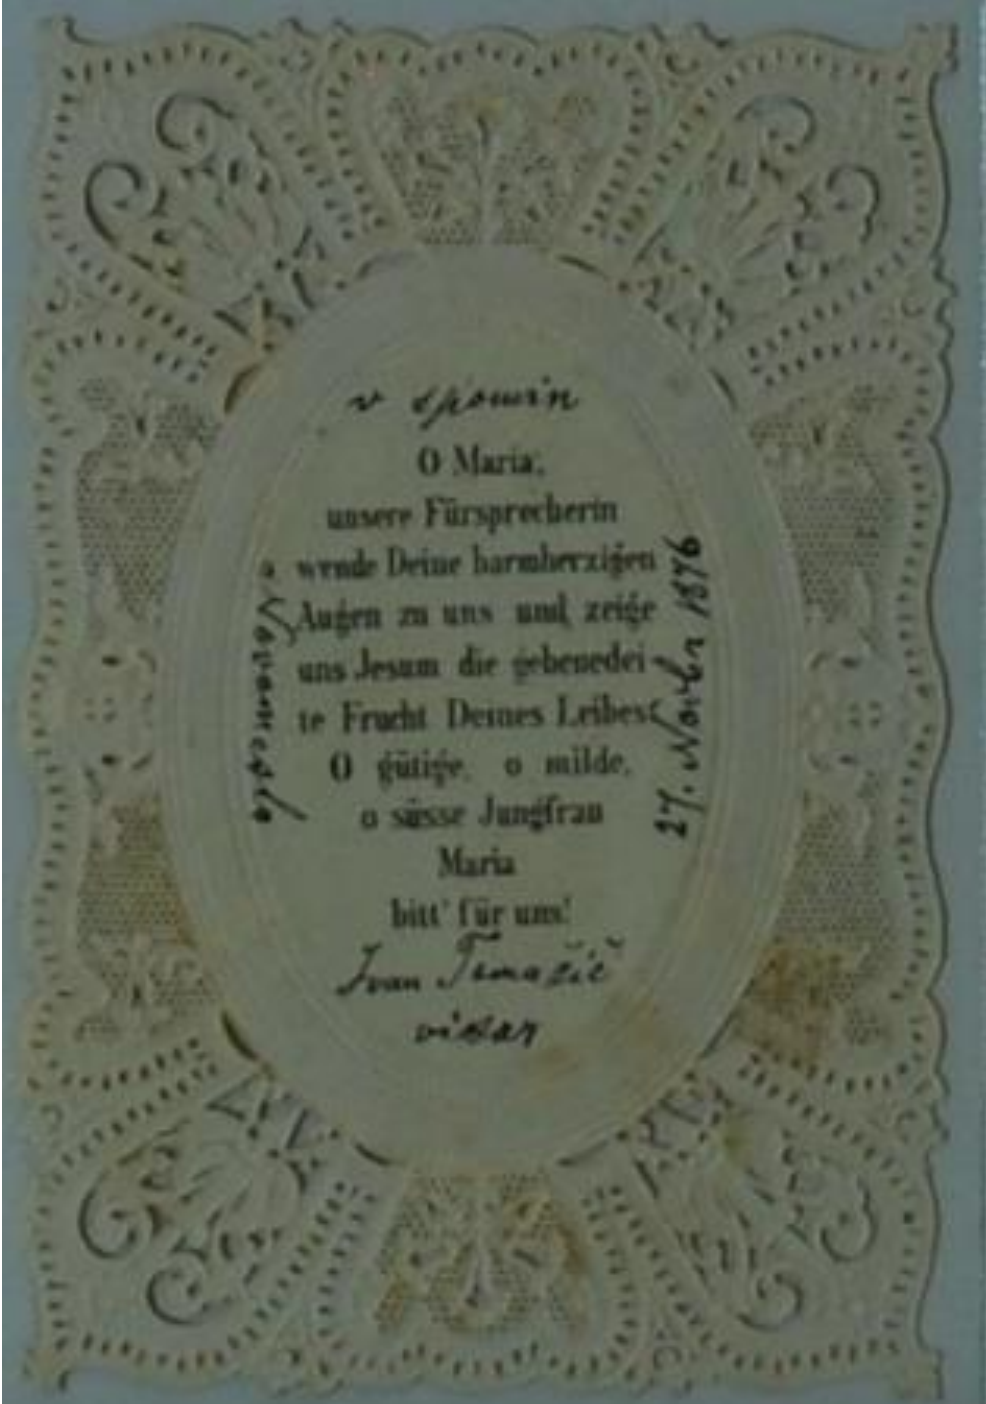 v spomin
O Maria,
unsere Fürsprecherin
wende Deine barmherzigen
Augen zu uns und zeige
uns Jesum die gebenedei
te Frucht Deines Leibes
O gütige, o milde,
o süsse Jungfrau
Maria
bitt' für uns!
Ivan Tomažič
vikar
27. Novbr 1876